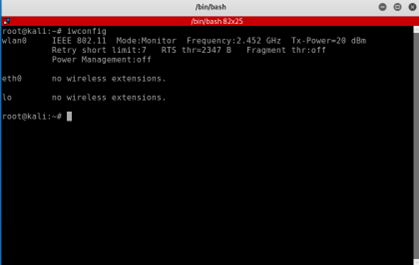 /bin/bash
/bin/bash 82x25
root@kali:~# iwconfig
wlan0     IEEE 802.11  Mode:Monitor  Frequency:2.452 GHz  Tx-Power=20 dBm
          Retry short limit:7   RTS thr=2347 B   Fragment thr:off
          Power Management:off
eth0      no wireless extensions.
lo        no wireless extensions.
root@kali:~#